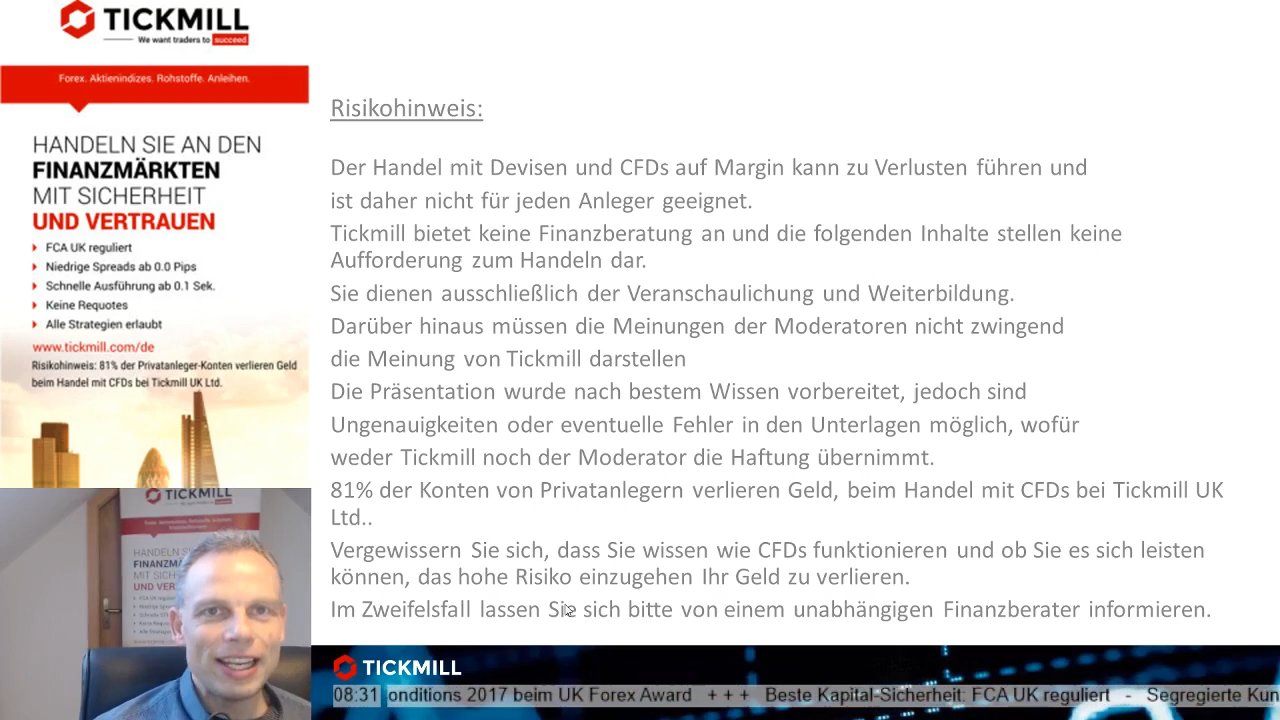 TICKMILL
We want traders to succeed
Forex. Aktienindizes. Rohstoffe. Anleihen.
HANDELN SIE AN DEN
FINANZMÄRKTEN
MIT SICHERHEIT
UND VERTRAUEN
FCA UK reguliert
Niedrige Spreads ab 0.0 Pips
Schnelle Ausführung ab 0.1 Sek.
Keine Requotes
Alle Strategien erlaubt
www.tickmill.com/de
Risikohinweis: 81% der Privatanleger-Konten verlieren Geld
beim Handel mit CFDs bei Tickmill UK Ltd.
Risikohinweis:
Der Handel mit Devisen und CFDs auf Margin kann zu Verlusten führen und
ist daher nicht für jeden Anleger geeignet.
Tickmill bietet keine Finanzberatung an und die folgenden Inhalte stellen keine
Aufforderung zum Handeln dar.
Sie dienen ausschließlich der Veranschaulichung und Weiterbildung.
Darüber hinaus müssen die Meinungen der Moderatoren nicht zwingend
die Meinung von Tickmill darstellen
Die Präsentation wurde nach bestem Wissen vorbereitet, jedoch sind
Ungenauigkeiten oder eventuelle Fehler in den Unterlagen möglich, wofür
weder Tickmill noch der Moderator die Haftung übernimmt.
81% der Konten von Privatanlegern verlieren Geld, beim Handel mit CFDs bei Tickmill UK
Ltd..
Vergewissern Sie sich, dass Sie wissen wie CFDs funktionieren und ob Sie es sich leisten
können, das hohe Risiko einzugehen Ihr Geld zu verlieren.
Im Zweifelsfall lassen Sie sich bitte von einem unabhängigen Finanzberater informieren.
TICKMILL
HANDELN
FINANZM
MIT SICH
UND VER
FCA UK regulier
TICKMILL
08:31 onditions 2017 beim UK Forex Award + + + Beste Kapital-Sicherheit: FCA UK reguliert - Segregierte Kun